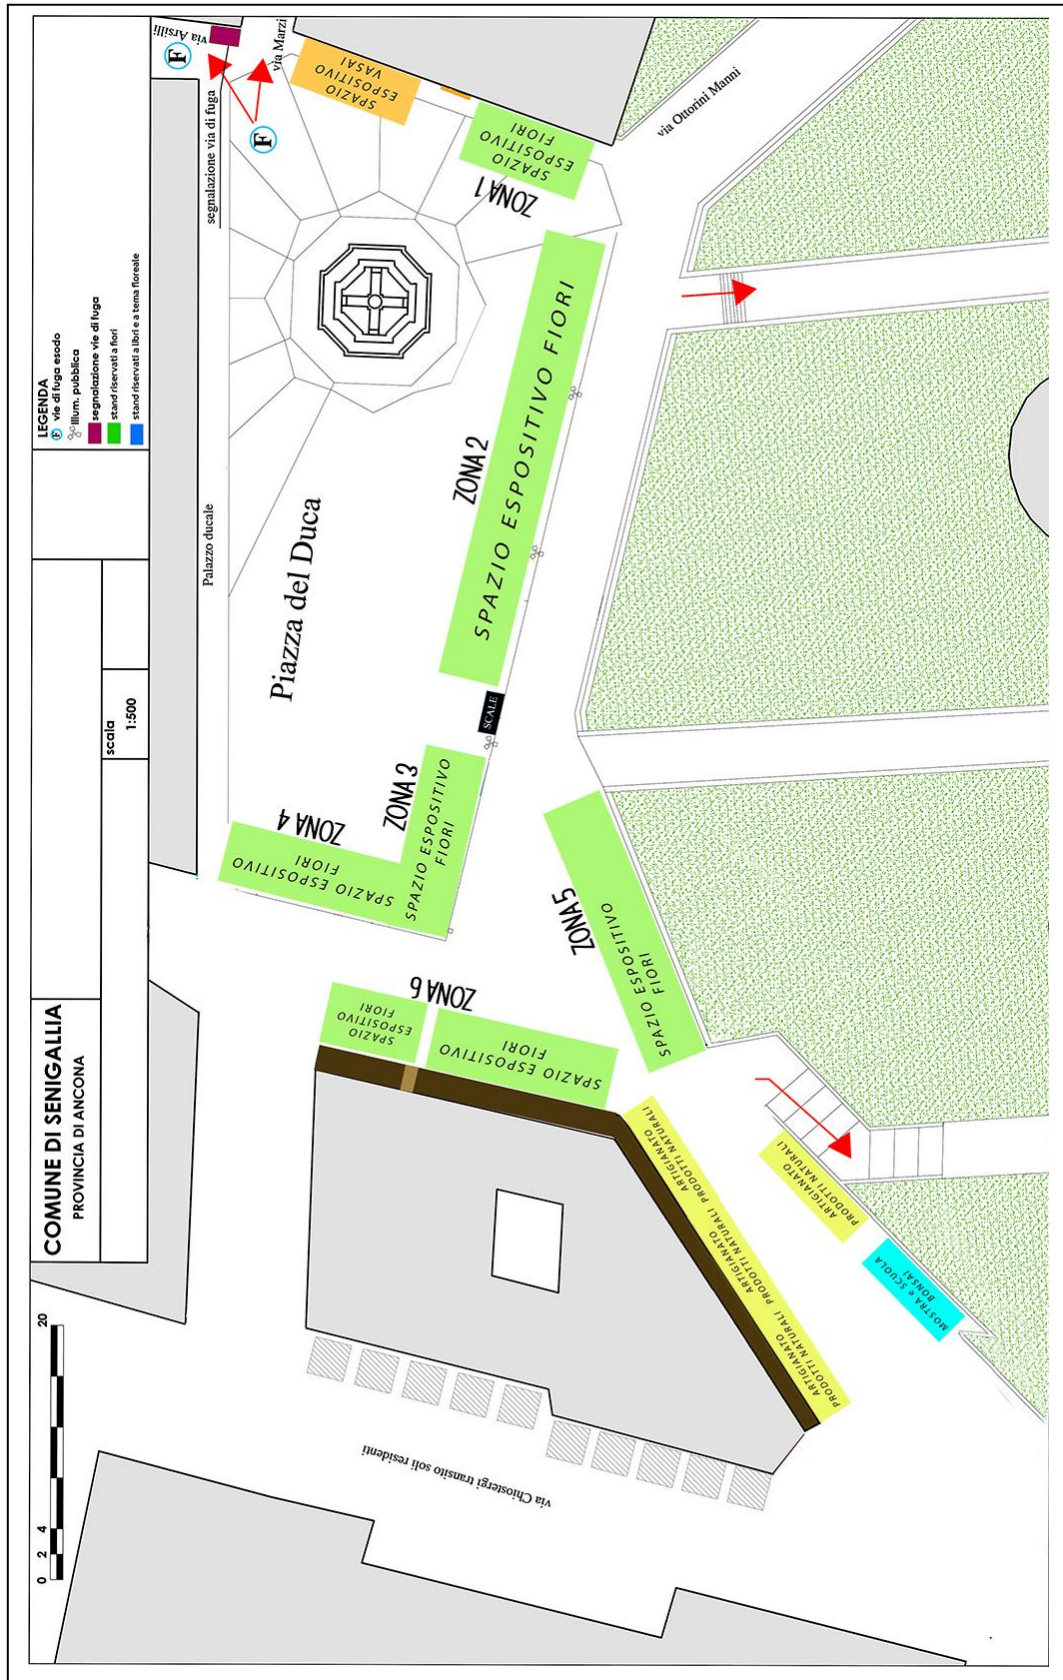 COMUNE DI SENIGALLIA
PROVINCIA DI ANCONA
scala
1:500
LEGENDA
F vie di fuga esodo
illum. pubblica
segnalazione vie di fuga
stand riservati a fiori
stand riservati a libri e a tema floreale
0 2 4 20
via Arsilli
F
F
via Marzi
segnalazione via di fuga
Palazzo ducale
Piazza del Duca
via Ottorini Manni
SPAZIO
ESPOSITIVO
VASAI
SPAZIO
ESPOSITIVO
FIORI
ZONA 1
ZONA 2
SPAZIO ESPOSITIVO FIORI
SCALE
ZONA 3
SPAZIO ESPOSITIVO
FIORI
ZONA 4
SPAZIO ESPOSITIVO
FIORI
ZONA 5
SPAZIO ESPOSITIVO
FIORI
ZONA 6
SPAZIO
ESPOSITIVO
FIORI
SPAZIO ESPOSITIVO
FIORI
ARTIGIANATO
PRODOTTI NATURALI
ARTIGIANATO
ARTIGIANATO
PRODOTTI NATURALI
ARTIGIANATO
PRODOTTI NATURALI
ARTIGIANATO
PRODOTTI NATURALI
MOSTRA e SCUOLA
BONSAI
via Chiostergi transito soli residenti